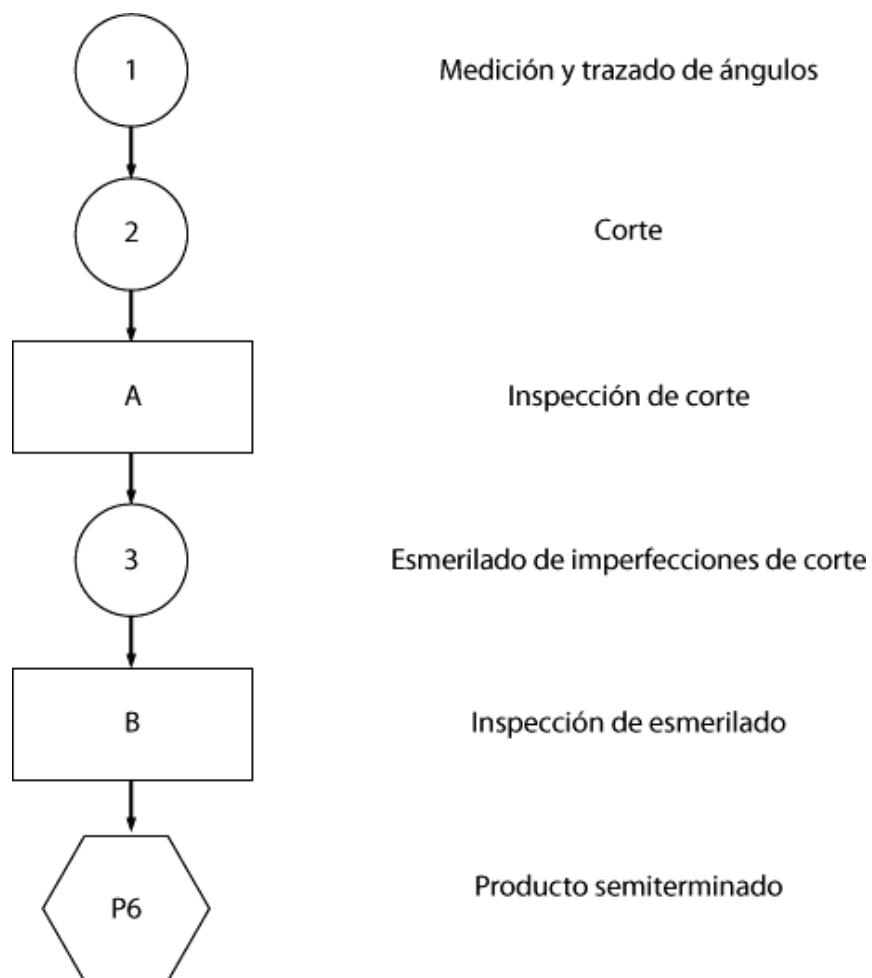 1 Medición y trazado de ángulos
2 Corte
A Inspección de corte
3 Esmerilado de imperfecciones de corte
B Inspección de esmerilado
P6 Producto semiterminado